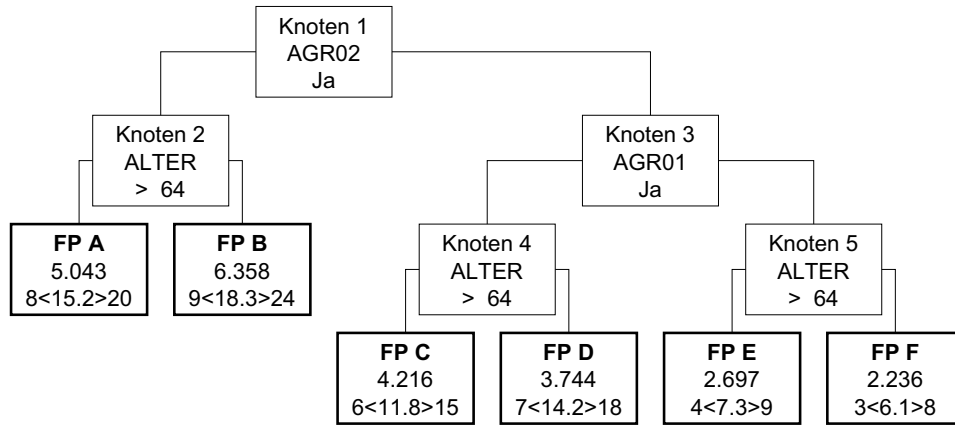 Knoten 1
AGR02
Ja
Knoten 2
ALTER
> 64
Knoten 3
AGR01
Ja
FP A
5.043
8<15.2>20
FP B
6.358
9<18.3>24
Knoten 4
ALTER
> 64
Knoten 5
ALTER
> 64
FP C
4.216
6<11.8>15
FP D
3.744
7<14.2>18
FP E
2.697
4<7.3>9
FP F
2.236
3<6.1>8